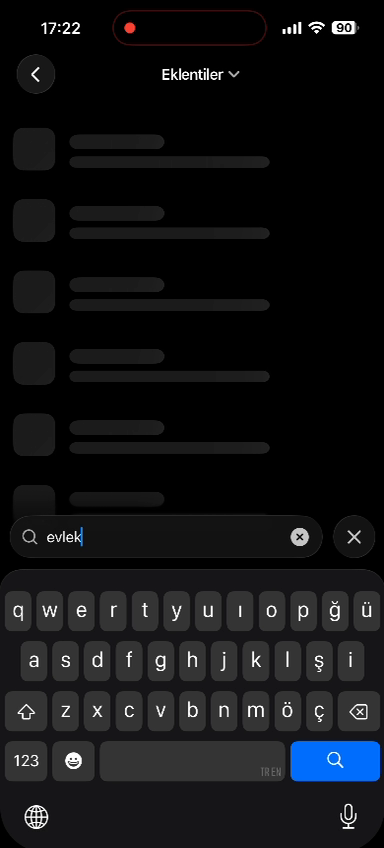 17:22
90
Eklentiler
evlek
q w e r t y u ı o p ğ ü
a s d f g h j k l ş i
z x c v b n m ö ç
123
TR EN